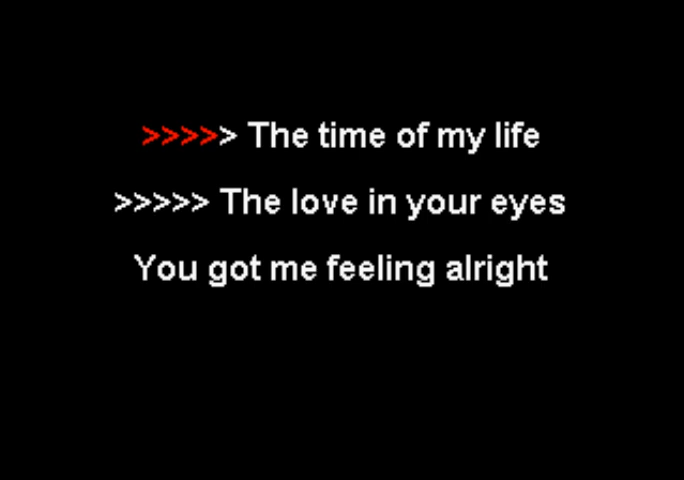 >>>>> The time of my life
>>>>> The love in your eyes
You got me feeling alright